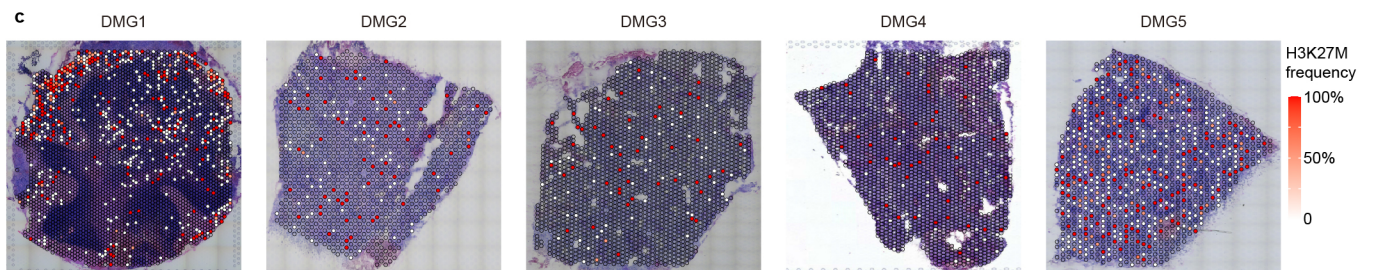 c
DMG1 DMG2 DMG3 DMG4 DMG5
H3K27M
frequency
100%
50%
0